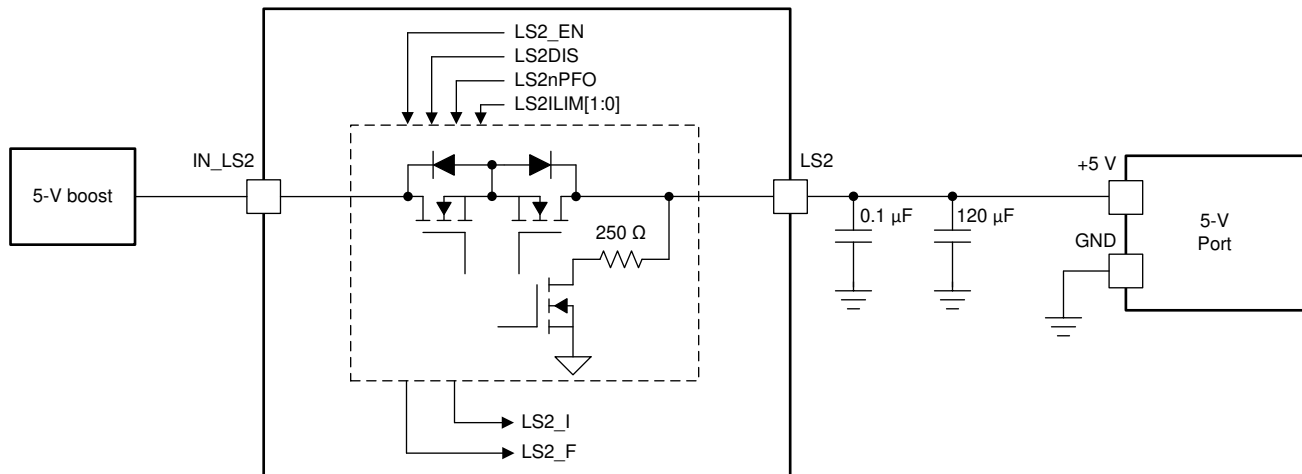 LS2_EN
LS2DIS
LS2nPFO
LS2ILIM[1:0]
5-V boost
IN_LS2
LS2
+5 V
0.1 µF
120 µF
250 Ω
GND
5-V
Port
LS2_I
LS2_F